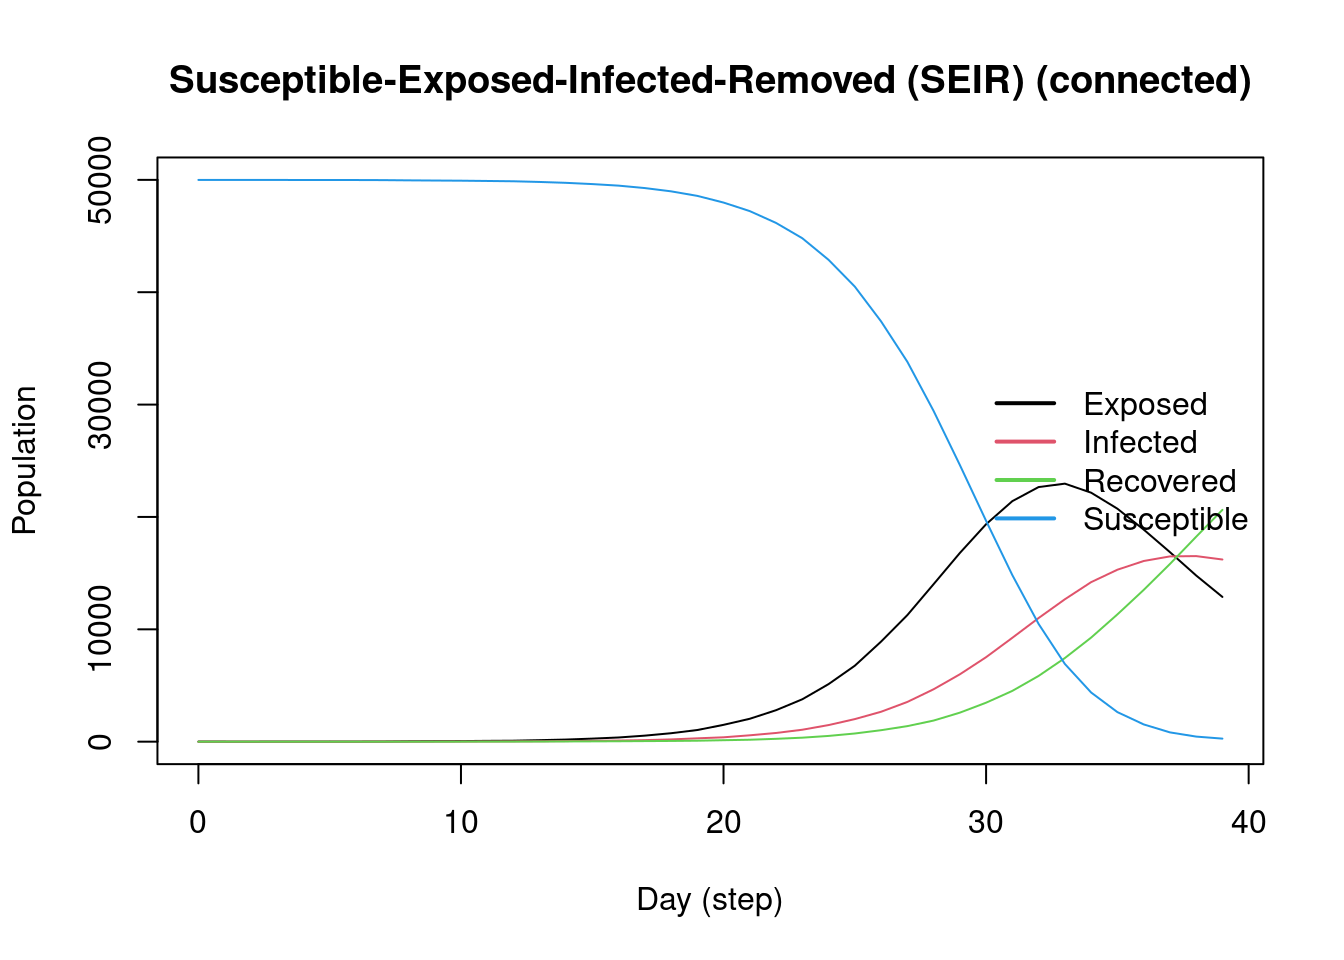 Susceptible-Exposed-Infected-Removed (SEIR) (connected)
Population
50000
30000
10000
0
Exposed
Infected
Recovered
Susceptible
0 10 20 30 40
Day (step)